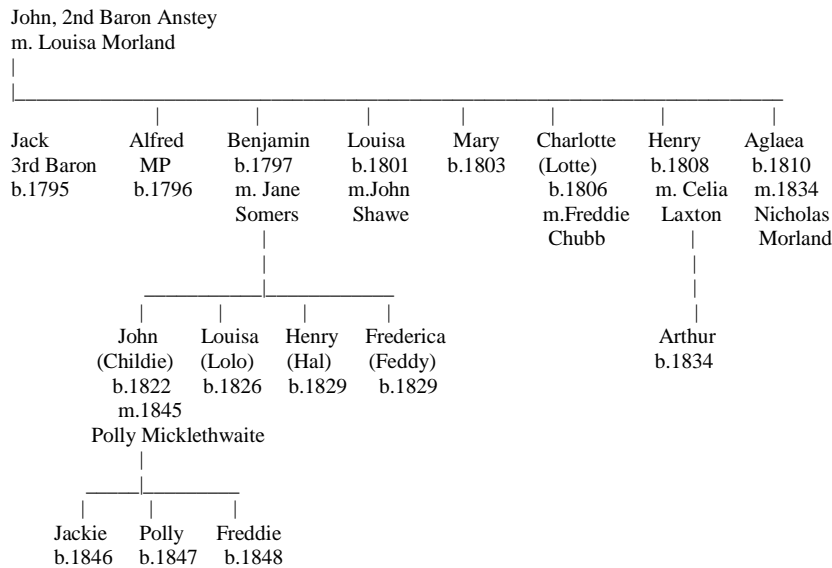 John, 2nd Baron Anstey
m. Louisa Morland
Jack Alfred Benjamin Louisa Mary Charlotte Henry Aglaea
3rd Baron MP b.1797 b.1801 b.1803 (Lotte) b.1808 b.1810
b.1795 b.1796 m. Jane m.John b.1806 m. Celia m.1834
Somers Shawe m.Freddie Laxton Nicholas
Chubb Morland
John Louisa Henry Frederica Arthur
(Childie) (Lolo) (Hal) (Feddy) b.1834
b.1822 b.1826 b.1829 b.1829
m.1845
Polly Micklethwaite
Jackie Polly Freddie
b.1846 b.1847 b.1848